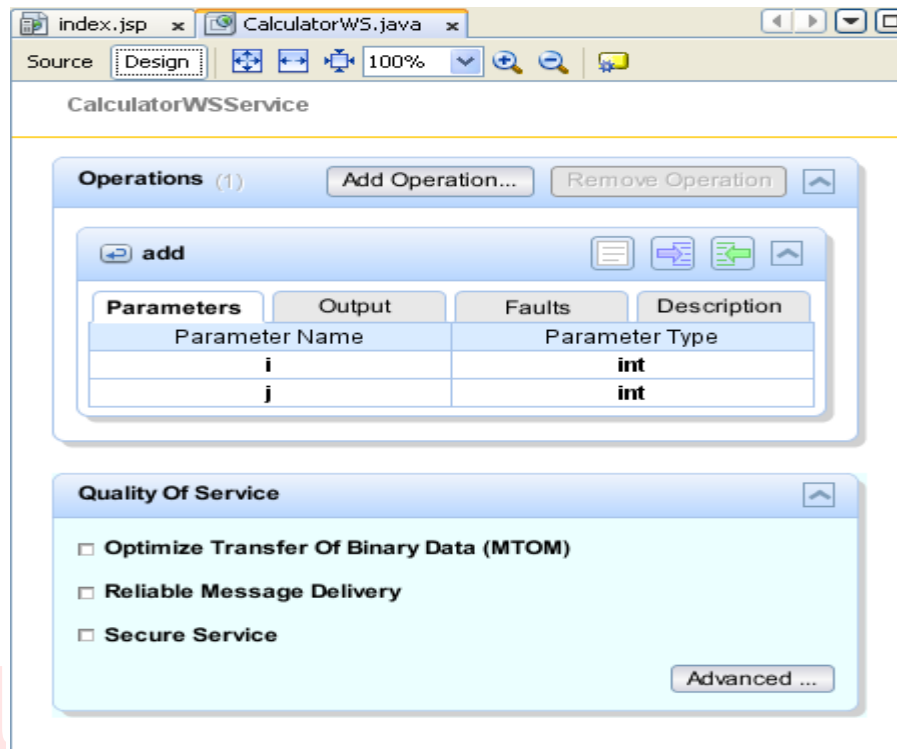 index.jsp x CalculatorWS.java x
Source Design 100%
CalculatorWSService
Operations (1) Add Operation... Remove Operation
add
Parameters Output Faults Description
Parameter Name Parameter Type
i int
j int
Quality Of Service
Optimize Transfer Of Binary Data (MTOM)
Reliable Message Delivery
Secure Service
Advanced ...